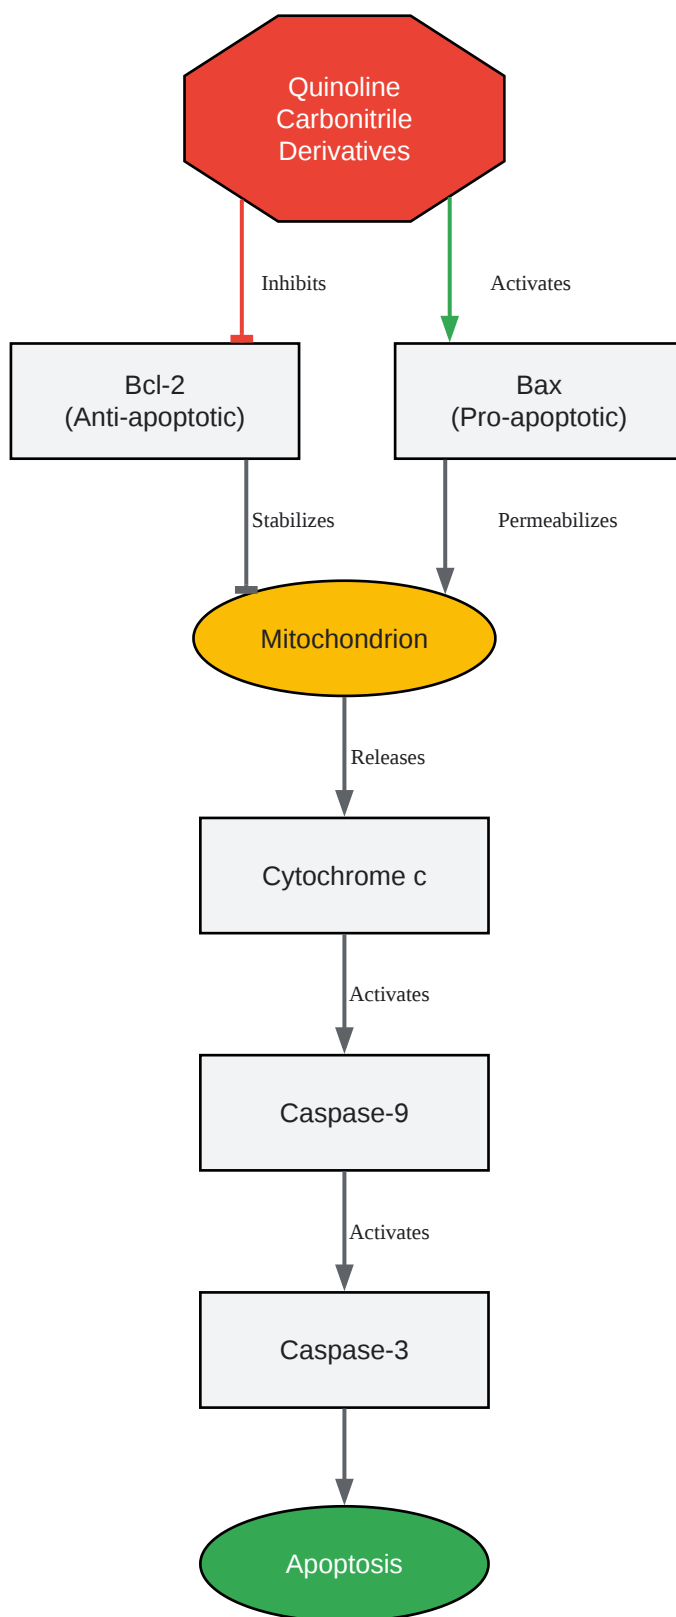 Quinoline
Carbonitrile
Derivatives
Inhibits
Activates
Bcl-2
(Anti-apoptotic)
Bax
(Pro-apoptotic)
Stabilizes
Permeabilizes
Mitochondrion
Releases
Cytochrome c
Activates
Caspase-9
Activates
Caspase-3
Apoptosis